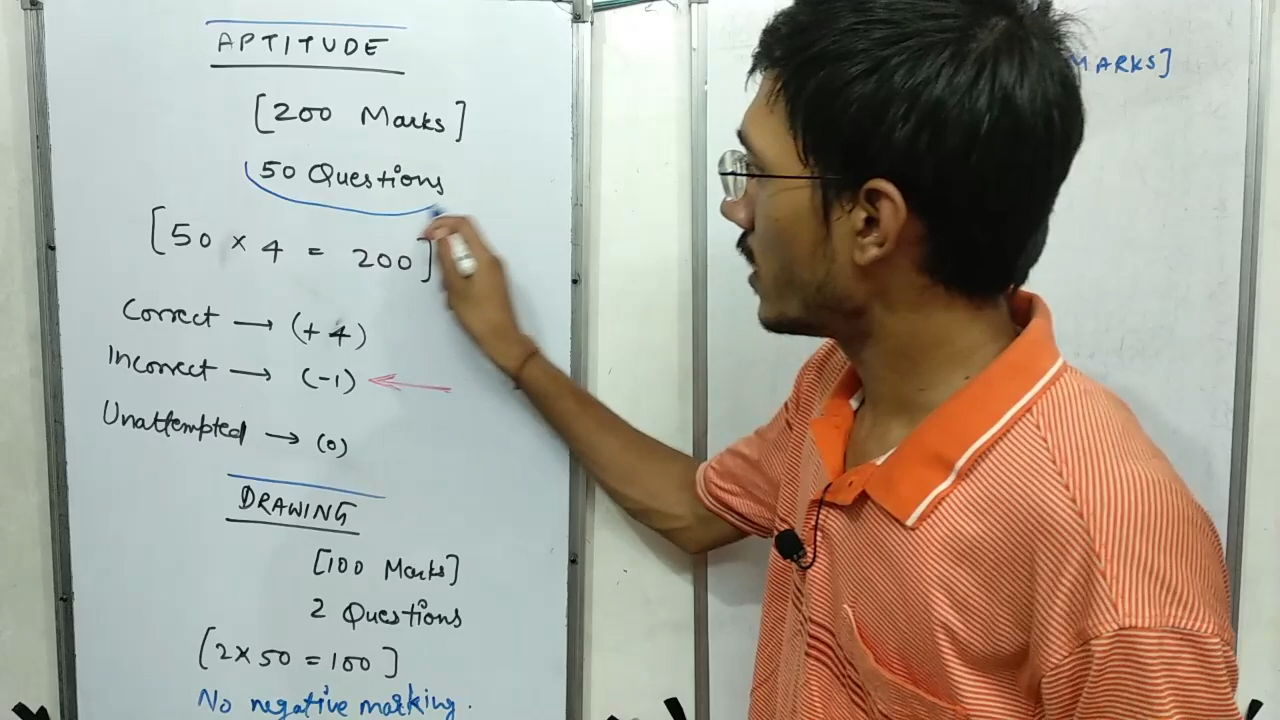 APTITUDE
[200 Marks]
50 Questions
[50 × 4 = 200]
Correct → (+4)
Incorrect → (-1)
Unattempted → (0)
DRAWING
[100 Marks]
2 Questions
[2×50 = 100]
No negative marking.
MARKS]